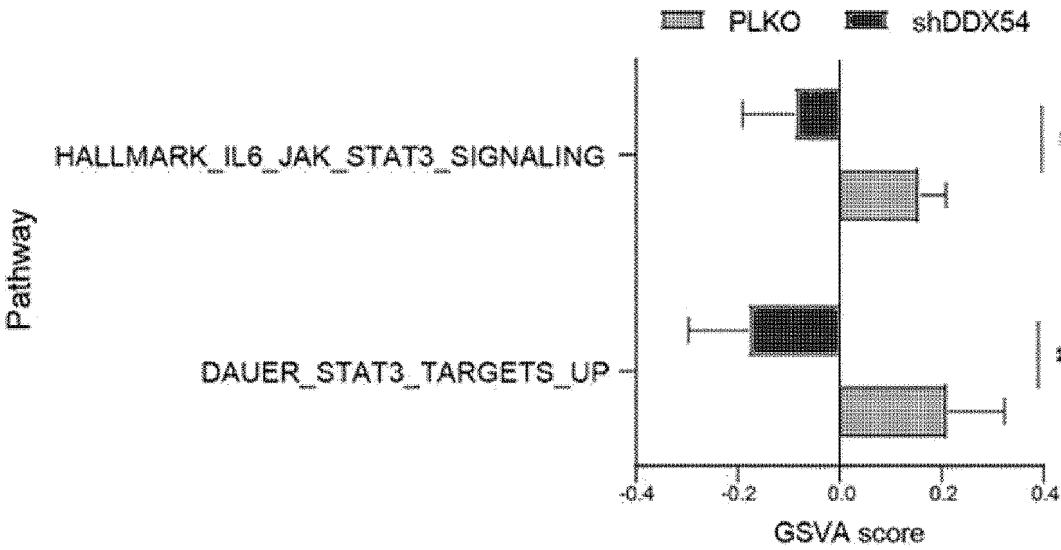 PLKO shDDX54
HALLMARK_IL6_JAK_STAT3_SIGNALING
DAUER_STAT3_TARGETS_UP
Pathway
-0.4 -0.2 0.0 0.2 0.4
GSVA score